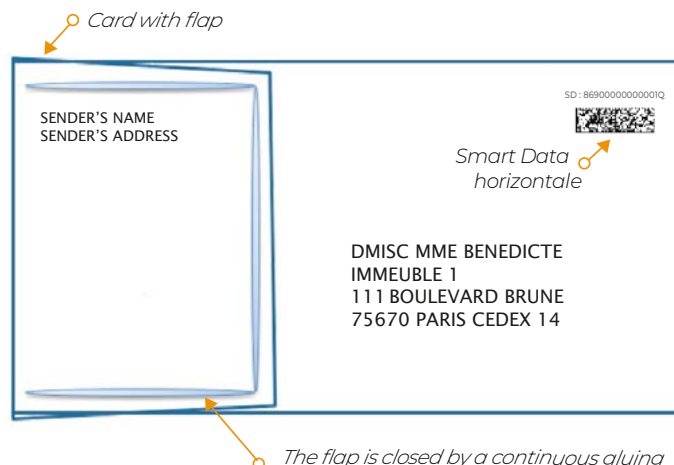 Card with flap
SD : 86900000000001Q
SENDER'S NAME
SENDER'S ADDRESS
Smart Data
horizontale
DMISC MME BENEDICTE
IMMEUBLE 1
111 BOULEVARD BRUNE
75670 PARIS CEDEX 14
The flap is closed by a continuous gluing